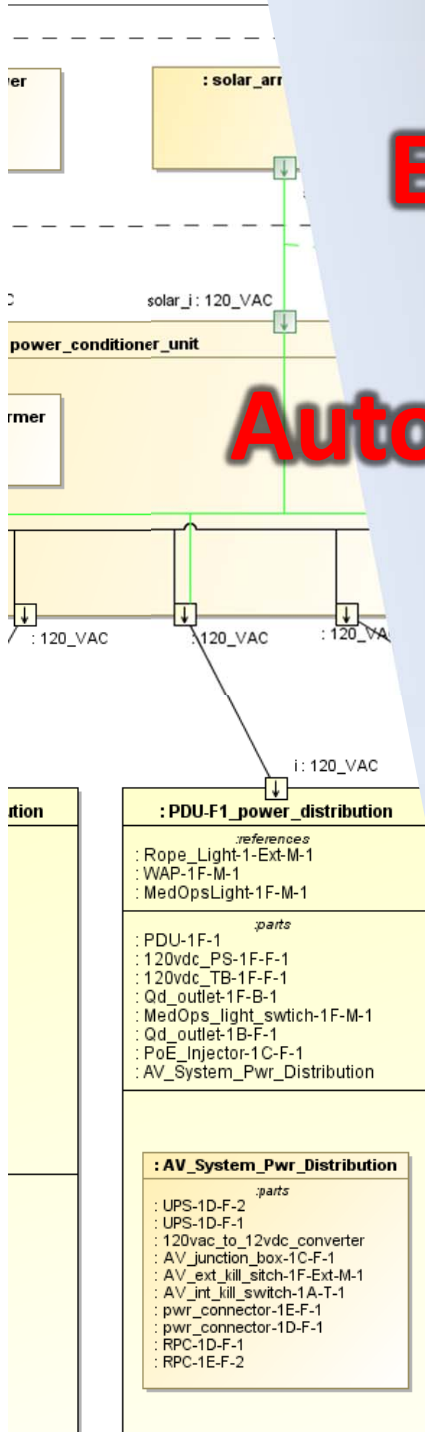 : solar_arr
E
solar_i : 120_VAC
power_conditioner_unit
Auto
: 120_VAC
: 120_VAC
: 120_VA
i : 120_VAC
: PDU-F1_power_distribution
:references
: Rope_Light-1-Ext-M-1
: WAP-1F-M-1
: MedOpsLight-1F-M-1
:parts
: PDU-1F-1
: 120vdc_PS-1F-F-1
: 120vdc_TB-1F-F-1
: Qd_outlet-1F-B-1
: MedOps_light_swtich-1F-M-1
: Qd_outlet-1B-F-1
: PoE_Injector-1C-F-1
: AV_System_Pwr_Distribution
: AV_System_Pwr_Distribution
:parts
: UPS-1D-F-2
: UPS-1D-F-1
: 120vac_to_12vdc_converter
: AV_junction_box-1C-F-1
: AV_ext_kill_sitch-1F-Ext-M-1
: AV_int_kill_switch-1A-T-1
: pwr_connector-1E-F-1
: pwr_connector-1D-F-1
: RPC-1D-F-1
: RPC-1E-F-2